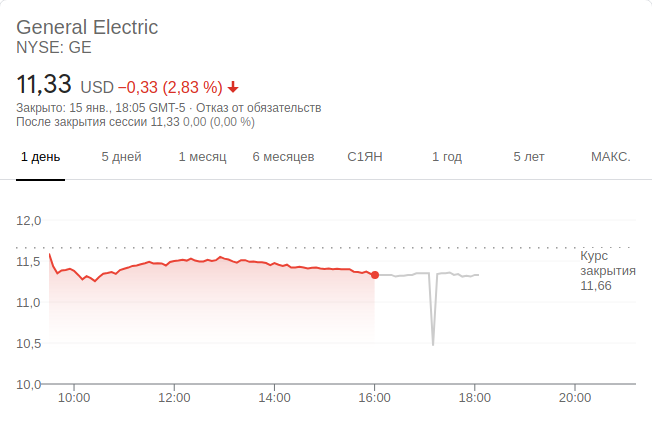 General Electric
NYSE: GE
11,33 USD −0,33 (2,83 %)
Закрыто: 15 янв., 18:05 GMT-5 · Отказ от обязательств
После закрытия сессии 11,33 0,00 (0,00 %)
1 день 5 дней 1 месяц 6 месяцев С1ЯН 1 год 5 лет МАКС.
12,0
11,5
11,0
10,5
10,0
Курс
закрытия
11,66
10:00 12:00 14:00 16:00 18:00 20:00